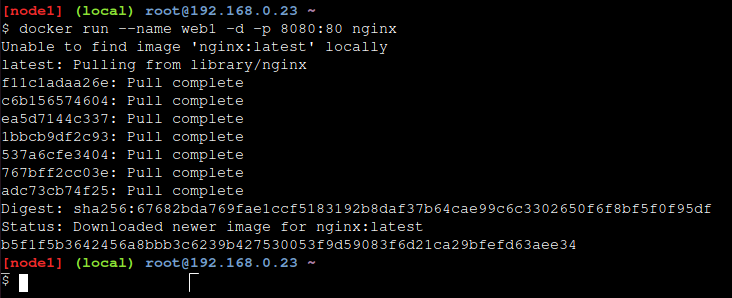 [node1] (local) root@192.168.0.23 ~
$ docker run --name web1 -d -p 8080:80 nginx
Unable to find image 'nginx:latest' locally
latest: Pulling from library/nginx
f11c1adaa26e: Pull complete
c6b156574604: Pull complete
ea5d7144c337: Pull complete
1bbcb9df2c93: Pull complete
537a6cfe3404: Pull complete
767bff2cc03e: Pull complete
adc73cb74f25: Pull complete
Digest: sha256:67682bda769fae1ccf5183192b8daf37b64cae99c6c3302650f6f8bf5f0f95df
Status: Downloaded newer image for nginx:latest
b5f1f5b3642456a8bbb3c6239b427530053f9d59083f6d21ca29bfefd63aee34
[node1] (local) root@192.168.0.23 ~
$